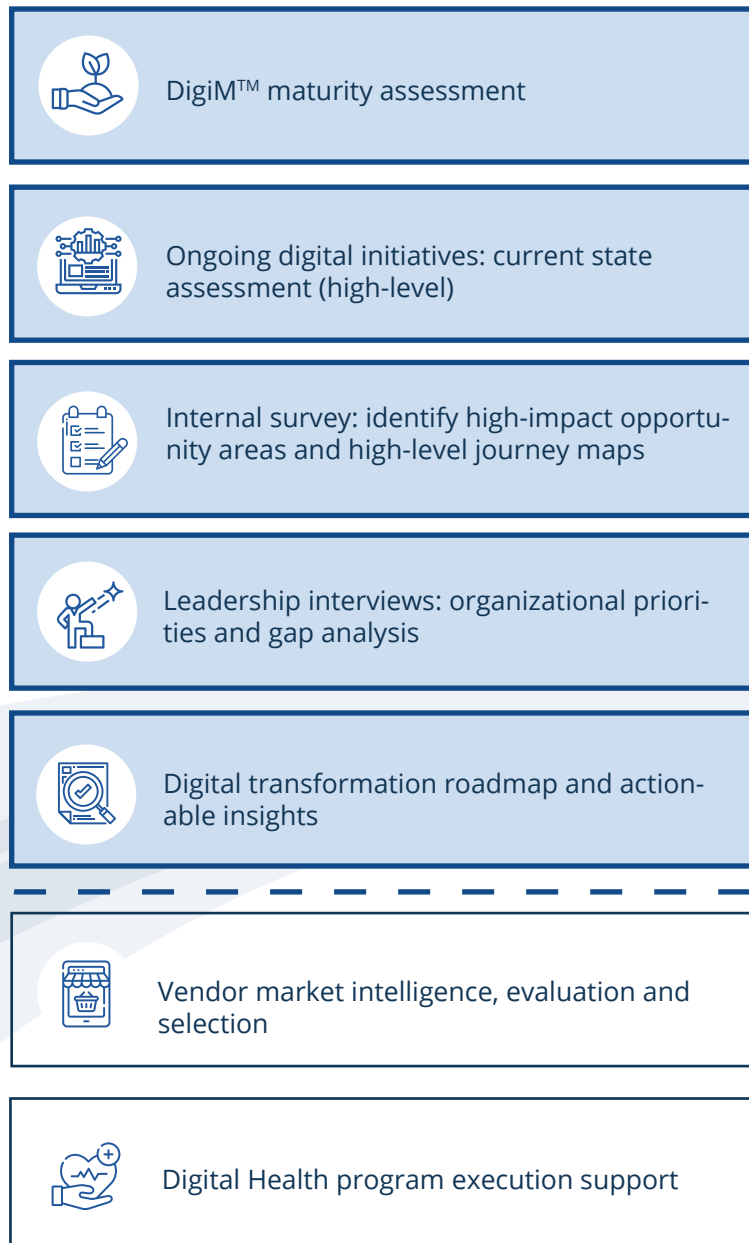 DigiM™ maturity assessment
Ongoing digital initiatives: current state
assessment (high-level)
Internal survey: identify high-impact opportu-
nity areas and high-level journey maps
Leadership interviews: organizational priori-
ties and gap analysis
Digital transformation roadmap and action-
able insights
Vendor market intelligence, evaluation and
selection
Digital Health program execution support